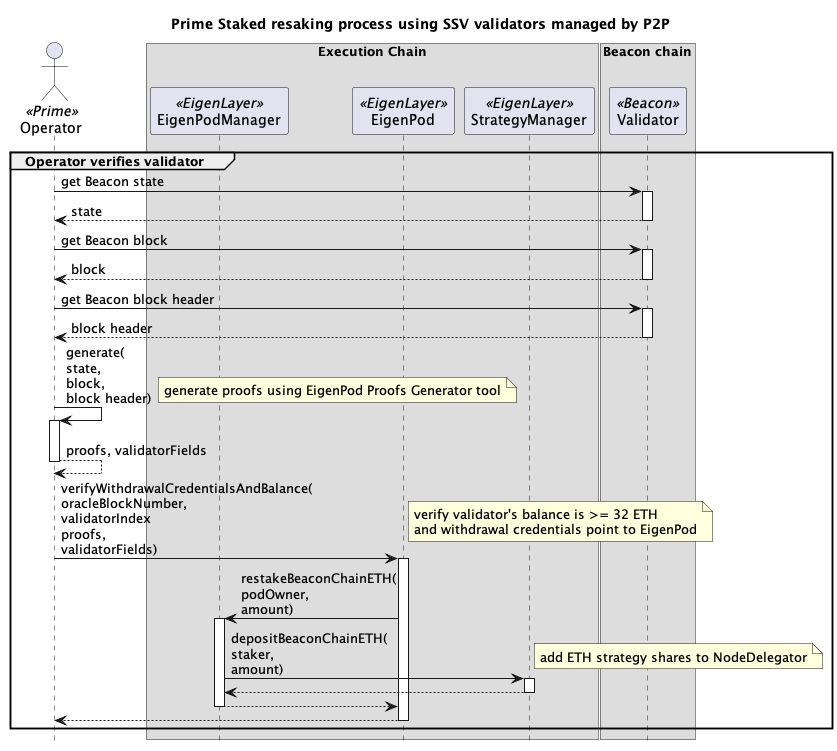 Prime Staked resaking process using SSV validators managed by P2P
Execution Chain
Beacon chain
«Prime»
Operator
«EigenLayer»
EigenPodManager
«EigenLayer»
EigenPod
«EigenLayer»
StrategyManager
«Beacon»
Validator
Operator verifies validator
get Beacon state
state
get Beacon block
block
get Beacon block header
block header
generate(
state,
block,
block header)
generate proofs using EigenPod Proofs Generator tool
proofs, validatorFields
verifyWithdrawalCredentialsAndBalance(
oracleBlockNumber,
validatorIndex
proofs,
validatorFields)
verify validator's balance is >= 32 ETH
and withdrawal credentials point to EigenPod
restakeBeaconChainETH(
podOwner,
amount)
depositBeaconChainETH(
staker,
amount)
add ETH strategy shares to NodeDelegator